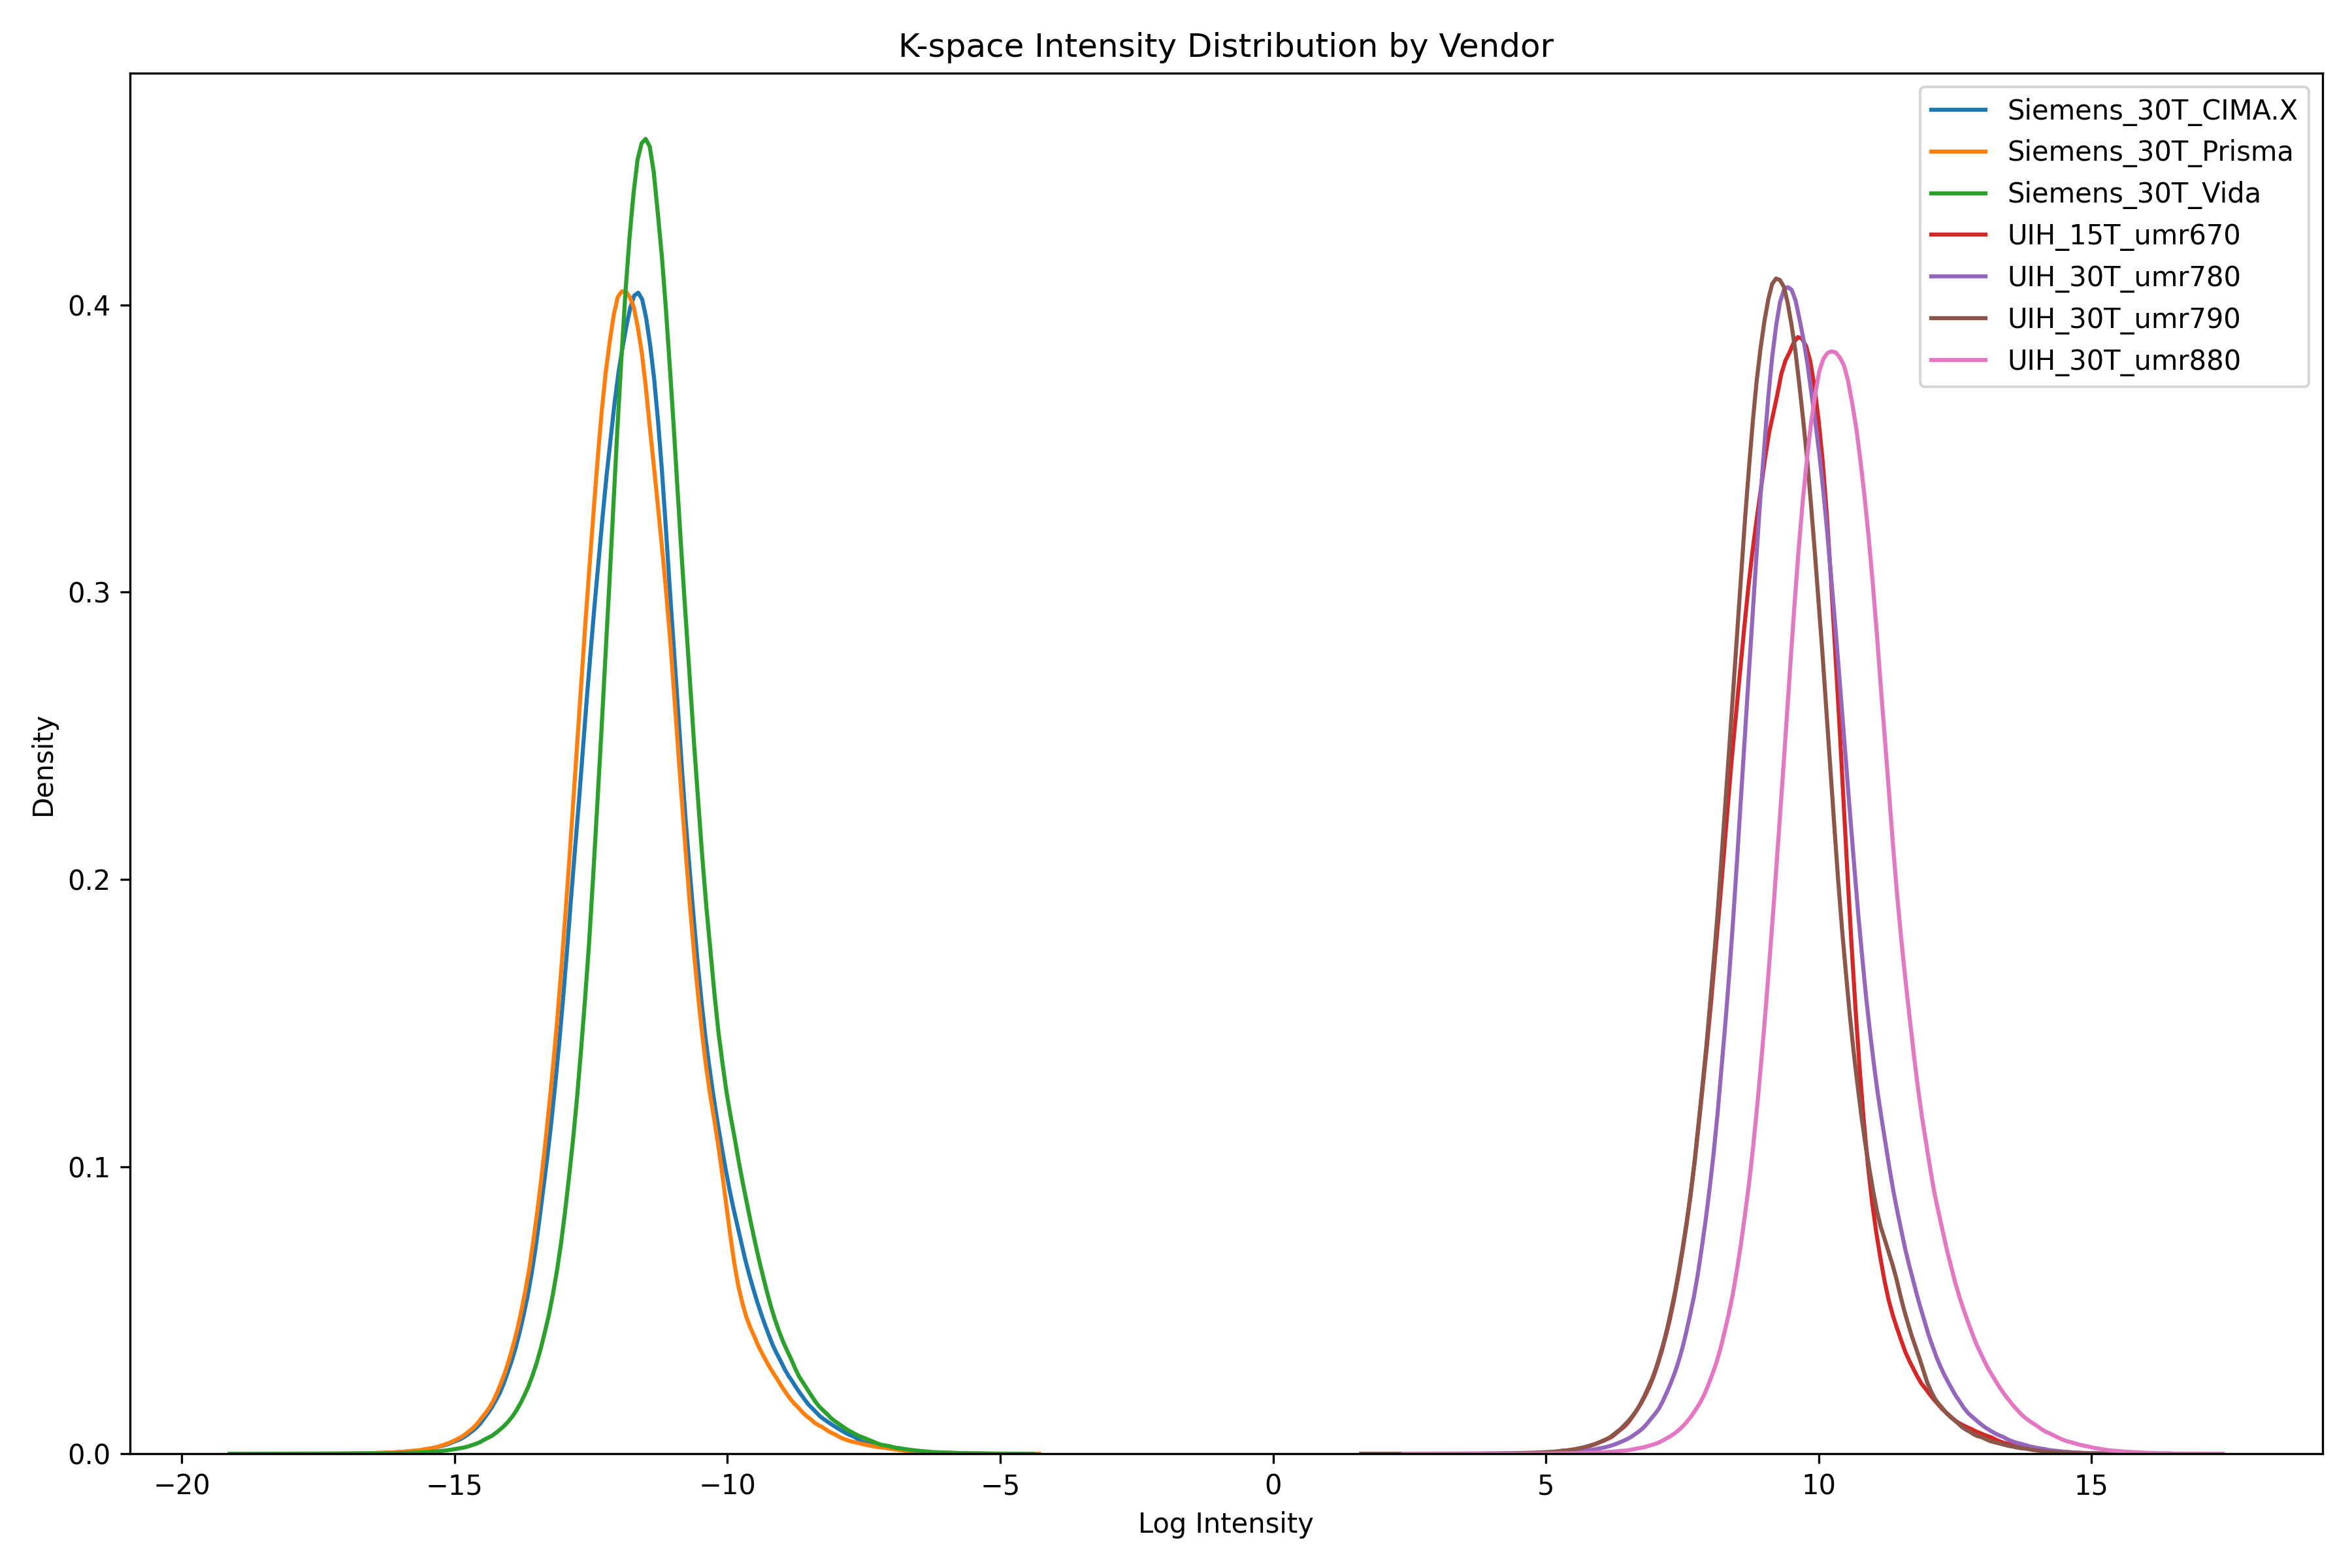 K-space Intensity Distribution by Vendor
Siemens_30T_CIMA.X
Siemens_30T_Prisma
Siemens_30T_Vida
UIH_15T_umr670
UIH_30T_umr780
UIH_30T_umr790
UIH_30T_umr880
Density
0.4
0.3
0.2
0.1
0.0
−20 −15 −10 −5 0 5 10 15
Log Intensity